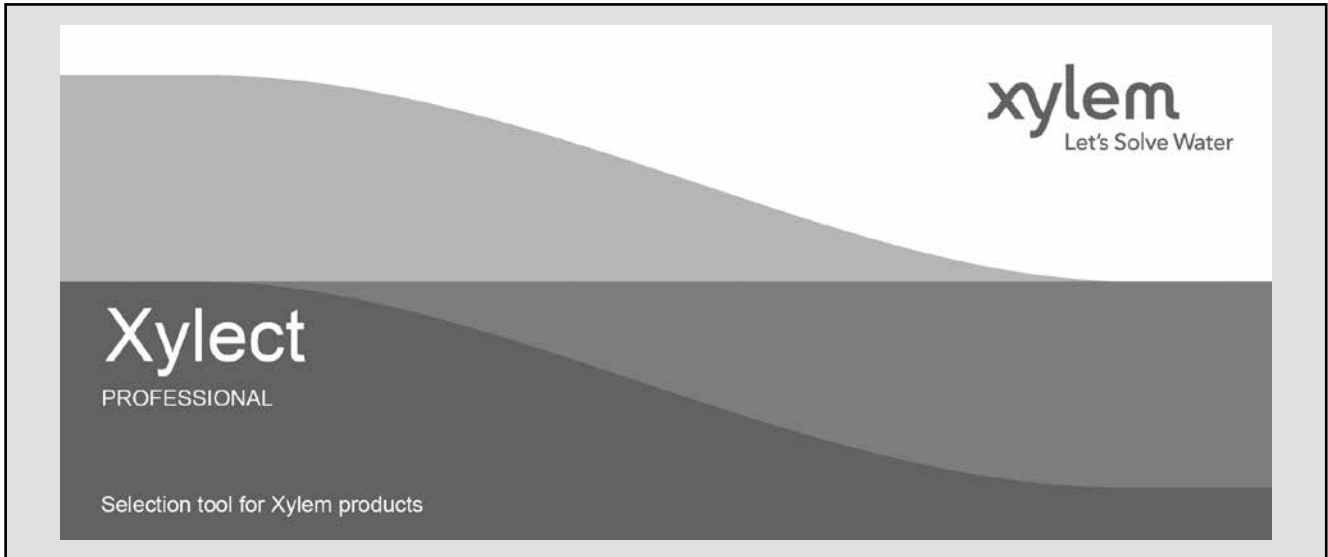 xylem
Let's Solve Water
Xylect
PROFESSIONAL
Selection tool for Xylem products